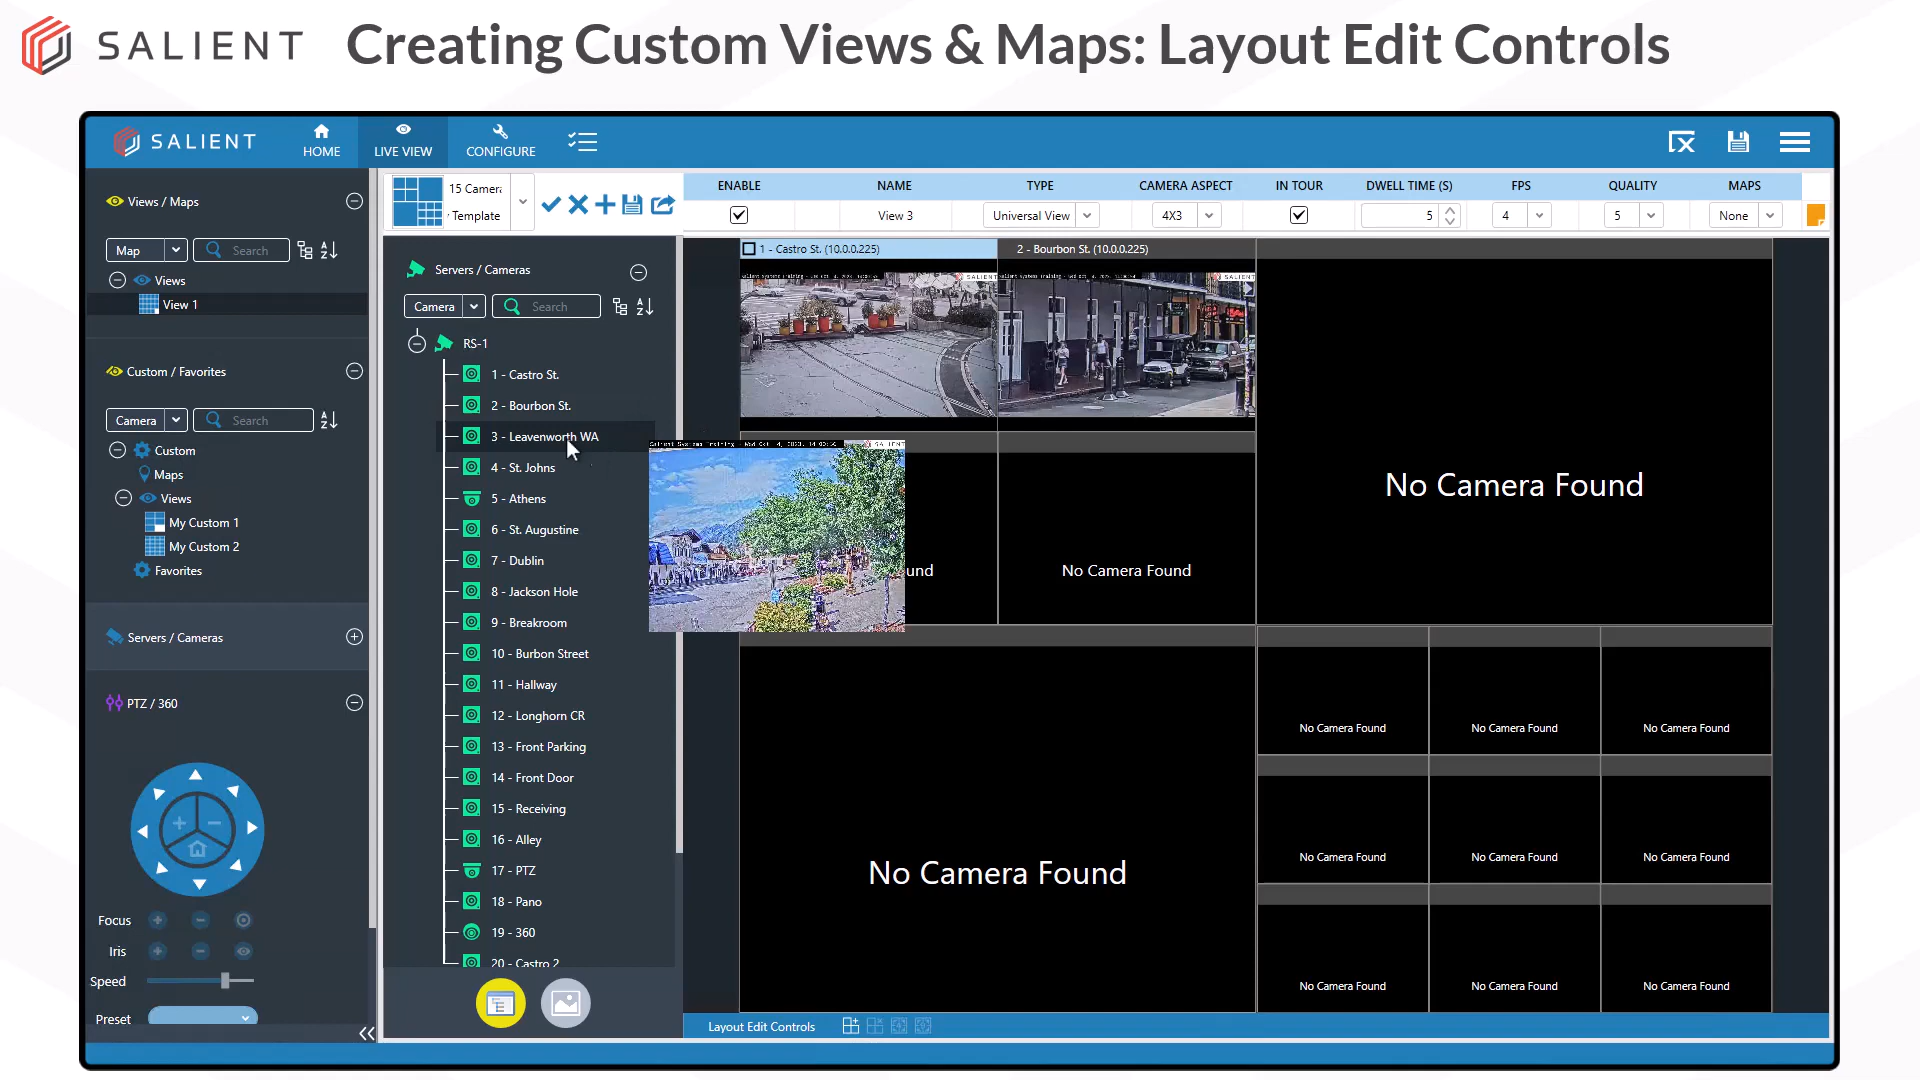 SALIENT
Creating Custom Views & Maps: Layout Edit Controls
SALIENT
HOME
LIVE VIEW
CONFIGURE
Views / Maps
Map
Search
Views
View 1
Custom / Favorites
Camera
Search
Custom
Maps
Views
My Custom 1
My Custom 2
Favorites
Servers / Cameras
PTZ / 360
Focus
Iris
Speed
Preset
15 Camera
Template
ENABLE
NAME
TYPE
CAMERA ASPECT
IN TOUR
DWELL TIME (S)
FPS
QUALITY
MAPS
View 3
Universal View
4X3
5
4
5
None
Servers / Cameras
Camera
Search
RS-1
1 - Castro St.
2 - Bourbon St.
3 - Leavenworth WA
4 - St. Johns
5 - Athens
6 - St. Augustine
7 - Dublin
8 - Jackson Hole
9 - Breakroom
10 - Burbon Street
11 - Hallway
12 - Longhorn CR
13 - Front Parking
14 - Front Door
15 - Receiving
16 - Alley
17 - PTZ
18 - Pano
19 - 360
20 - Castro 2
1 - Castro St. (10.0.0.225)
2 - Bourbon St. (10.0.0.225)
SALIENT
SALIENT
SALIENT
No Camera Found
und
No Camera Found
No Camera Found
No Camera Found
No Camera Found
No Camera Found
No Camera Found
No Camera Found
No Camera Found
No Camera Found
No Camera Found
No Camera Found
Layout Edit Controls